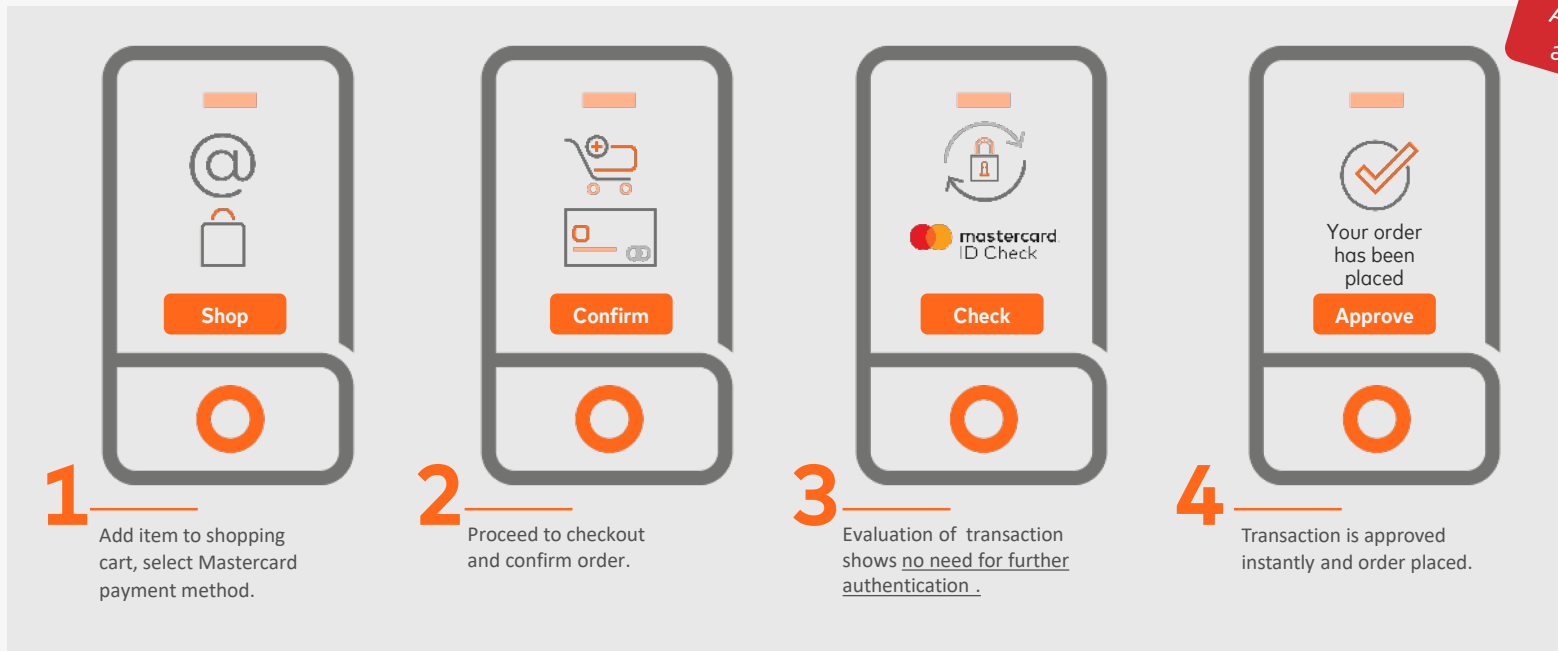 Shop
1
Add item to shopping
cart, select Mastercard
payment method.
Confirm
2
Proceed to checkout
and confirm order.
mastercard
ID Check
Check
3
Evaluation of transaction
shows no need for further
authentication .
Your order
has been
placed
Approve
4
Transaction is approved
instantly and order placed.